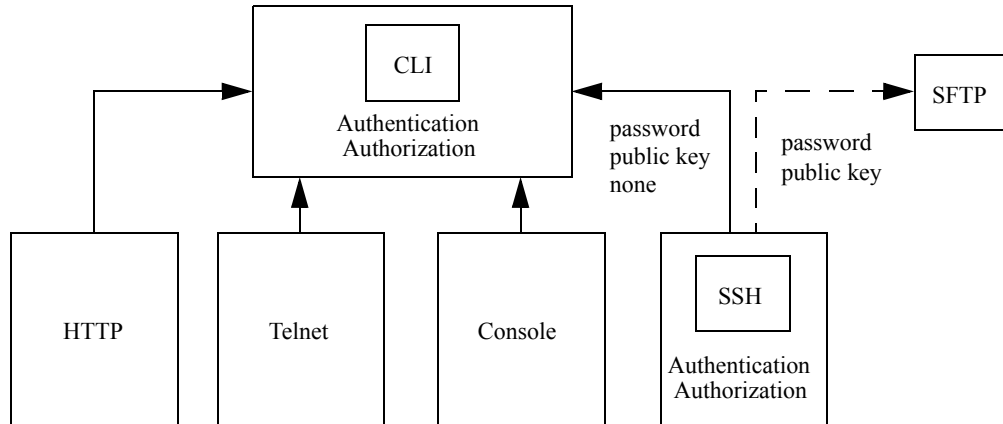 CLI
Authentication
Authorization
SFTP
password
public key
none
password
public key
HTTP
Telnet
Console
SSH
Authentication
Authorization